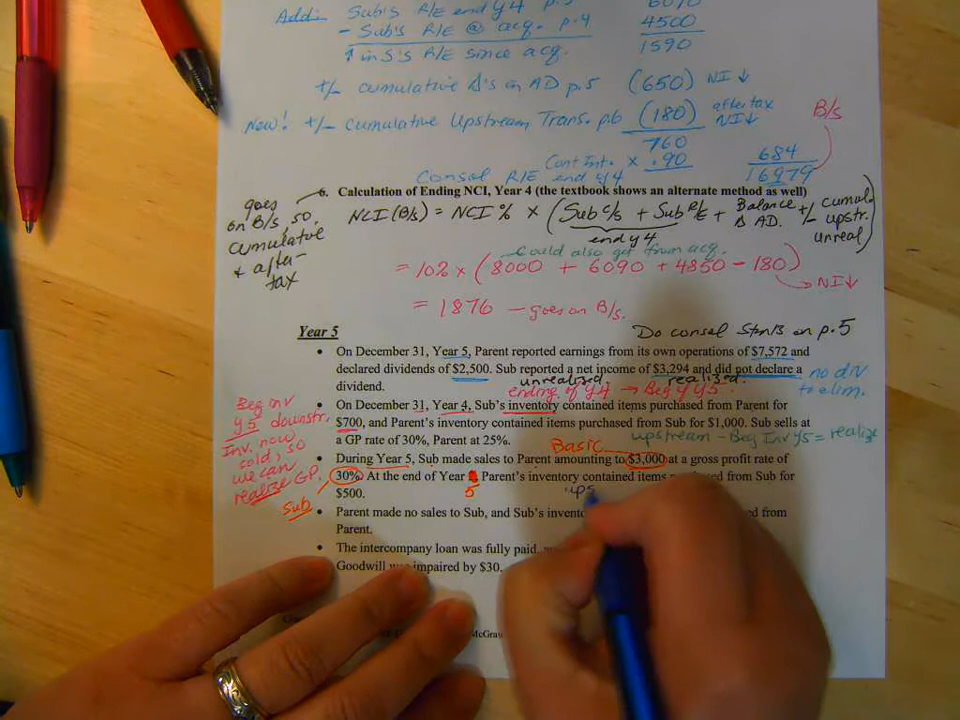 Add: Sub's R/E end y4 p.5 6090
- Sub's R/E @ acq. p.4 4500
↑ in S's R/E since acq. 1590
+/- cumulative Δ's in AD p.5 (650) NI↓
New! +/- Cumulative Upstream Trans. p.6 (180) after tax NI↓
760
B/S
Cont Int. × .90 684
Consol R/E end y4 16979
6. Calculation of Ending NCI, Year 4 (the textbook shows an alternate method as well)
goes on B/S, so cumulative + after-tax
NCI (B/S) = NCI % × (Sub C/S + Sub R/E + Balance Δ AD. +/- cumul. upstr. unreal)
end y4
Could also get from acq.
= 10% × (8000 + 6090 + 4850 - 180)
NI↓
= 1876 - goes on B/S.
Do consol Stmts on p.5
Year 5
• On December 31, Year 5, Parent reported earnings from its own operations of $7,572 and
declared dividends of $2,500. Sub reported a net income of $3,294 and did not declare a
dividend.
no div to elim.
unrealized realized.
ending of y4 → Beg of y5
• On December 31, Year 4, Sub's inventory contained items purchased from Parent for
$700, and Parent's inventory contained items purchased from Sub for $1,000. Sub sells at
a GP rate of 30%, Parent at 25%.
Beg inv y5 downstr. Inv. now sold, so we can realize GP.
upstream - Beg Inv y5 = realize
Basic
• During Year 5, Sub made sales to Parent amounting to $3,000 at a gross profit rate of
30%. At the end of Year 5 Parent's inventory contained items from Sub for
$500.
Sub
ups
• Parent made no sales to Sub, and Sub's from
Parent.
• The intercompany loan was fully paid
Goodwill was impaired by $30.